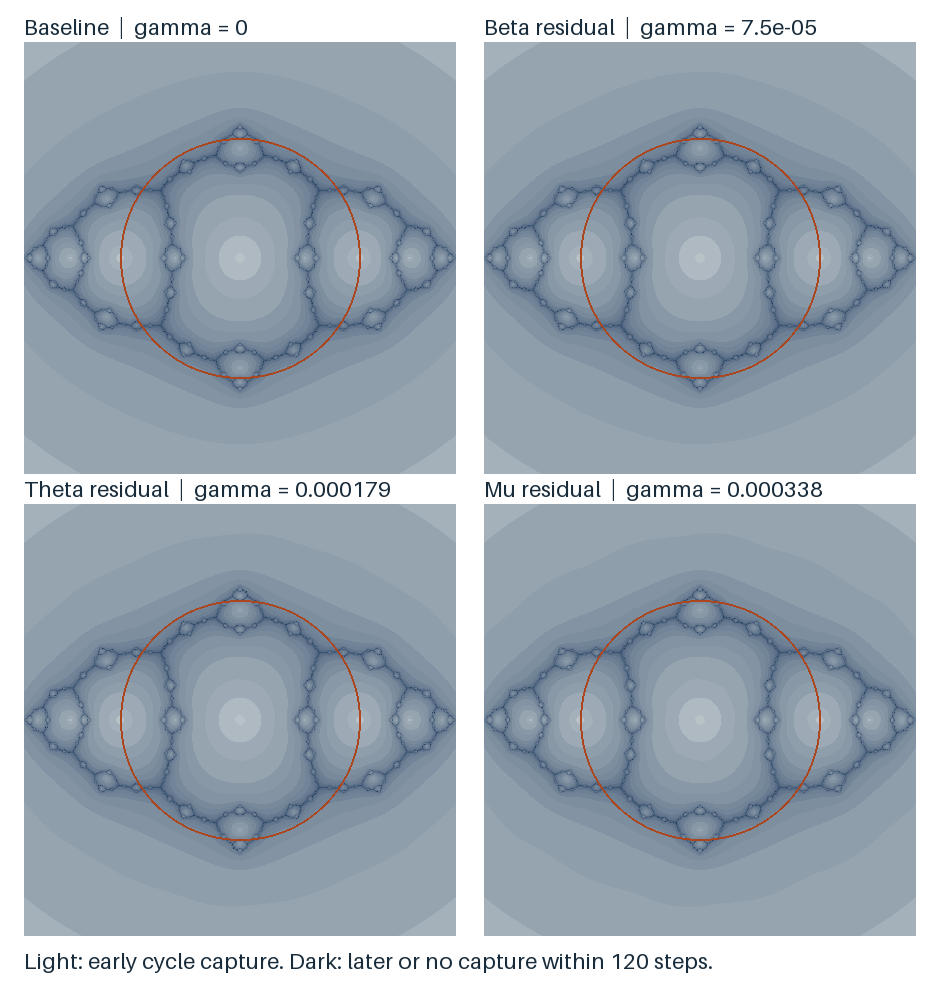 Baseline | gamma = 0
Beta residual | gamma = 7.5e-05
Theta residual | gamma = 0.000179
Mu residual | gamma = 0.000338
Light: early cycle capture. Dark: later or no capture within 120 steps.